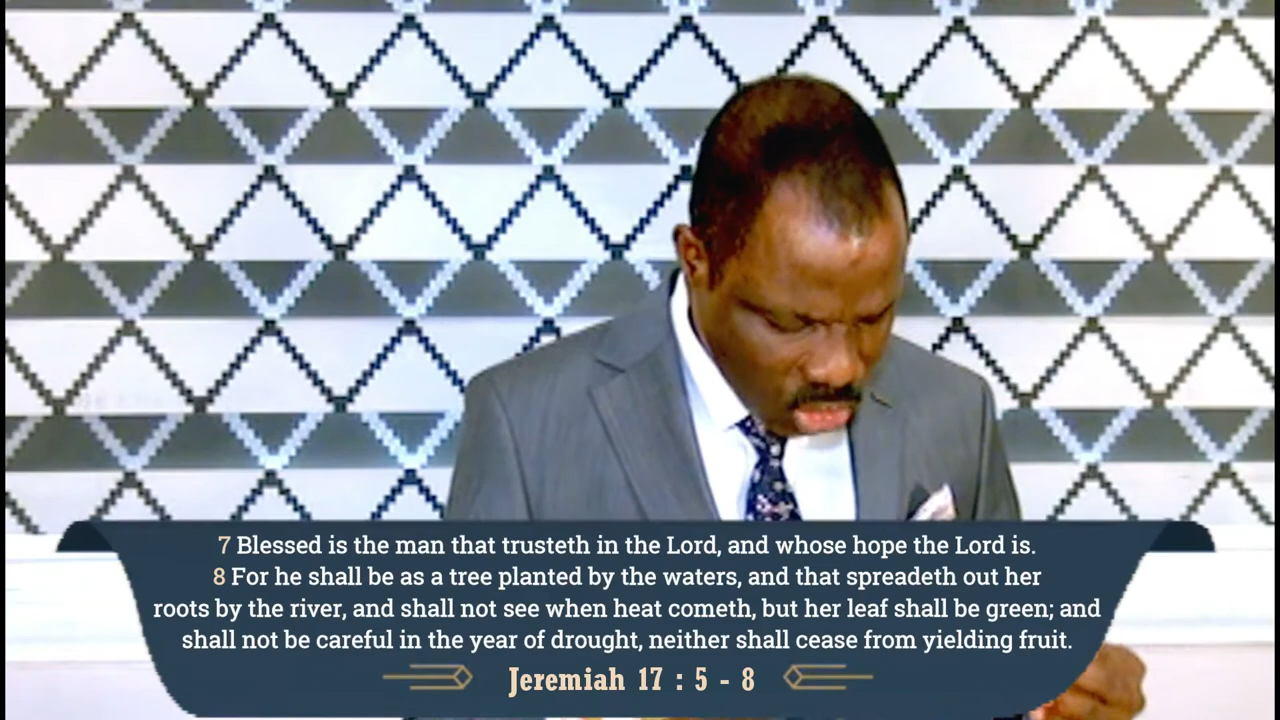 7 Blessed is the man that trusteth in the Lord, and whose hope the Lord is.
8 For he shall be as a tree planted by the waters, and that spreadeth out her
roots by the river, and shall not see when heat cometh, but her leaf shall be green; and
shall not be careful in the year of drought, neither shall cease from yielding fruit.
Jeremiah 17 : 5 - 8